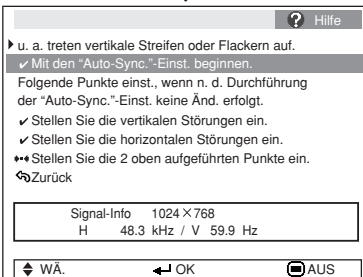 ? Hilfe
u. a. treten vertikale Streifen oder Flackern auf.
✔ Mit den “Auto-Sync.”-Einst. beginnen.
Folgende Punkte einst., wenn n. d. Durchführung
der “Auto-Sync.”-Einst. keine Änd. erfolgt.
✔ Stellen Sie die vertikalen Störungen ein.
✔ Stellen Sie die horizontalen Störungen ein.
Stellen Sie die 2 oben aufgeführten Punkte ein.
Zurück
Signal-Info 1024×768
H 48.3 kHz / V 59.9 Hz
WÄ. OK AUS